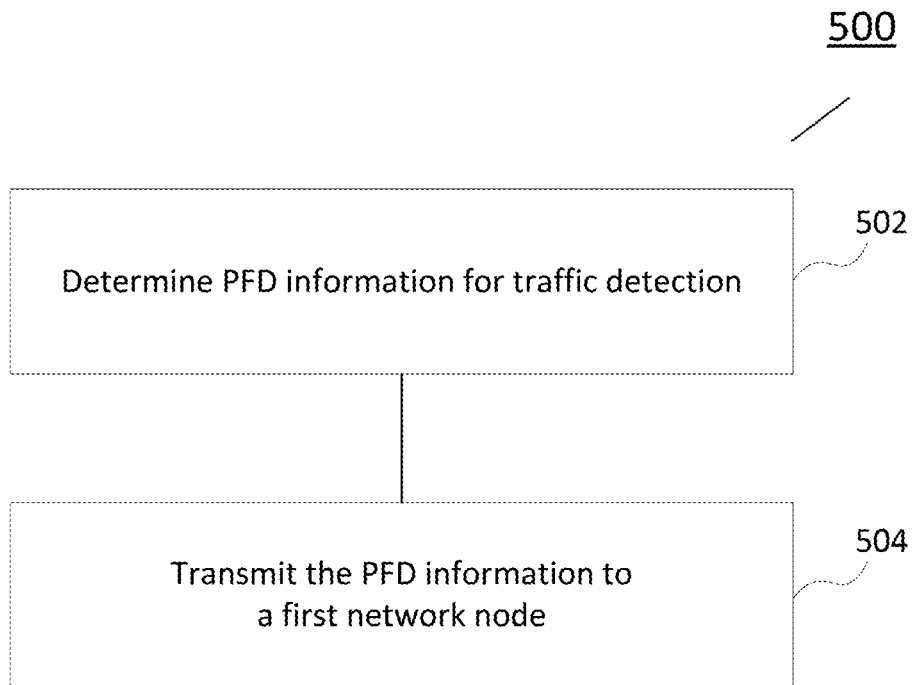 500
502
Determine PFD information for traffic detection
504
Transmit the PFD information to
a first network node